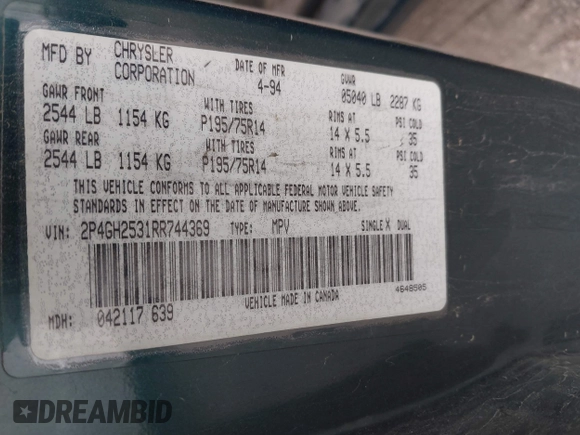 MFD BY CHRYSLER CORPORATION DATE OF MFR 4-94 GVWR 05040 LB 2287 KG
GAWR FRONT WITH TIRES RIMS AT PSI COLD
2544 LB 1154 KG P195/75R14 14 X 5.5 35
GAWR REAR WITH TIRES RIMS AT PSI COLD
2544 LB 1154 KG P195/75R14 14 X 5.5 35
THIS VEHICLE CONFORMS TO ALL APPLICABLE FEDERAL MOTOR VEHICLE SAFETY
STANDARDS IN EFFECT ON THE DATE OF MANUFACTURE SHOWN ABOVE.
VIN: 2P4GH2531RR744369 TYPE: MPV SINGLE X DUAL
4648505
MDH: 042117 639 VEHICLE MADE IN CANADA
DREAMBID